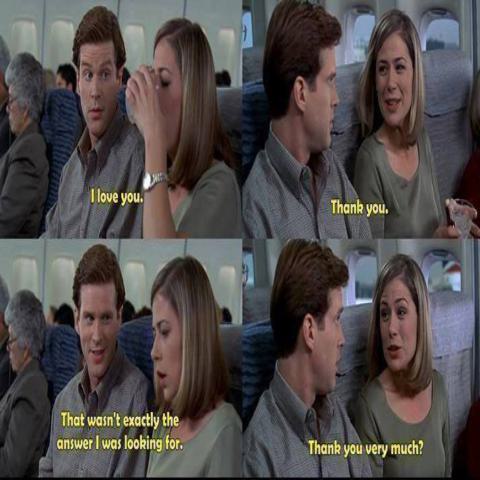 I love you.
Thank you.
That wasn't exactly the
answer I was looking for.
Thank you very much?